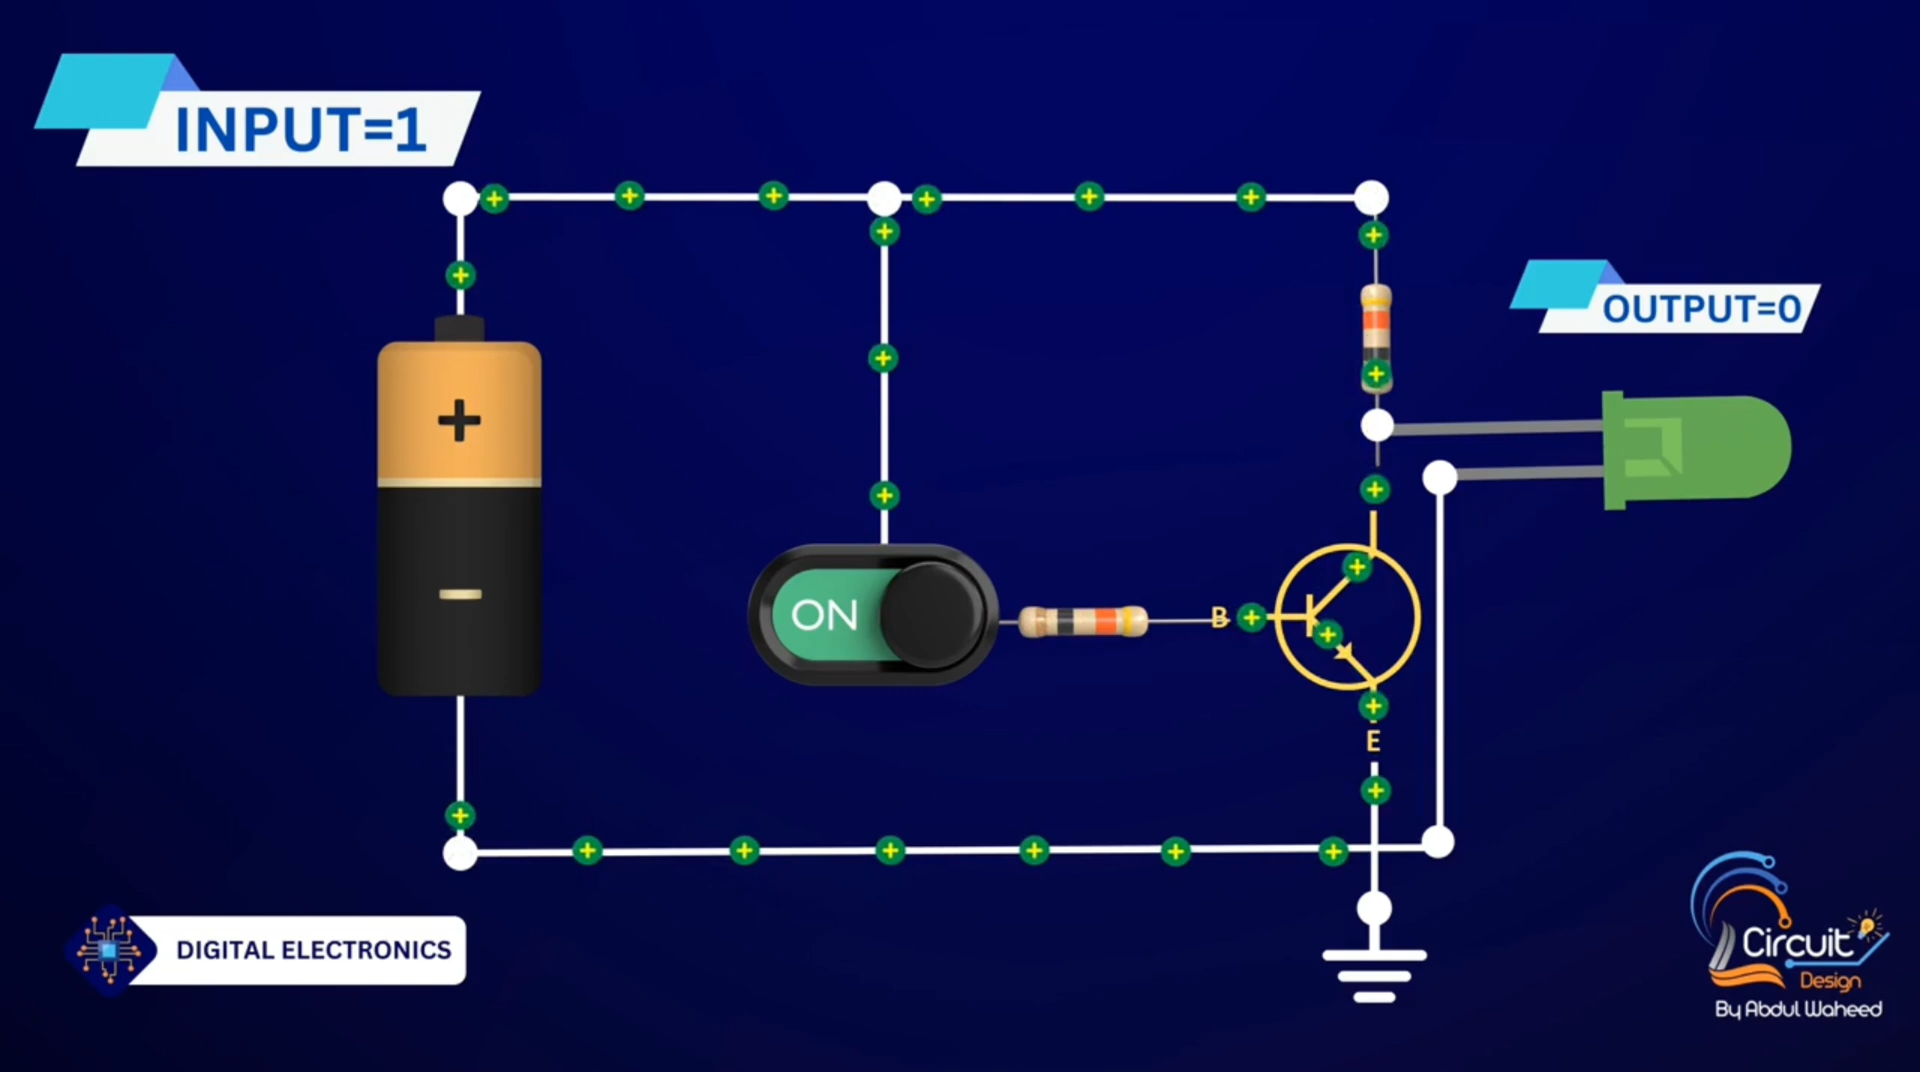 INPUT=1
OUTPUT=0
+
ON
B
E
DIGITAL ELECTRONICS
Circuit
Design
By Abdul Waheed